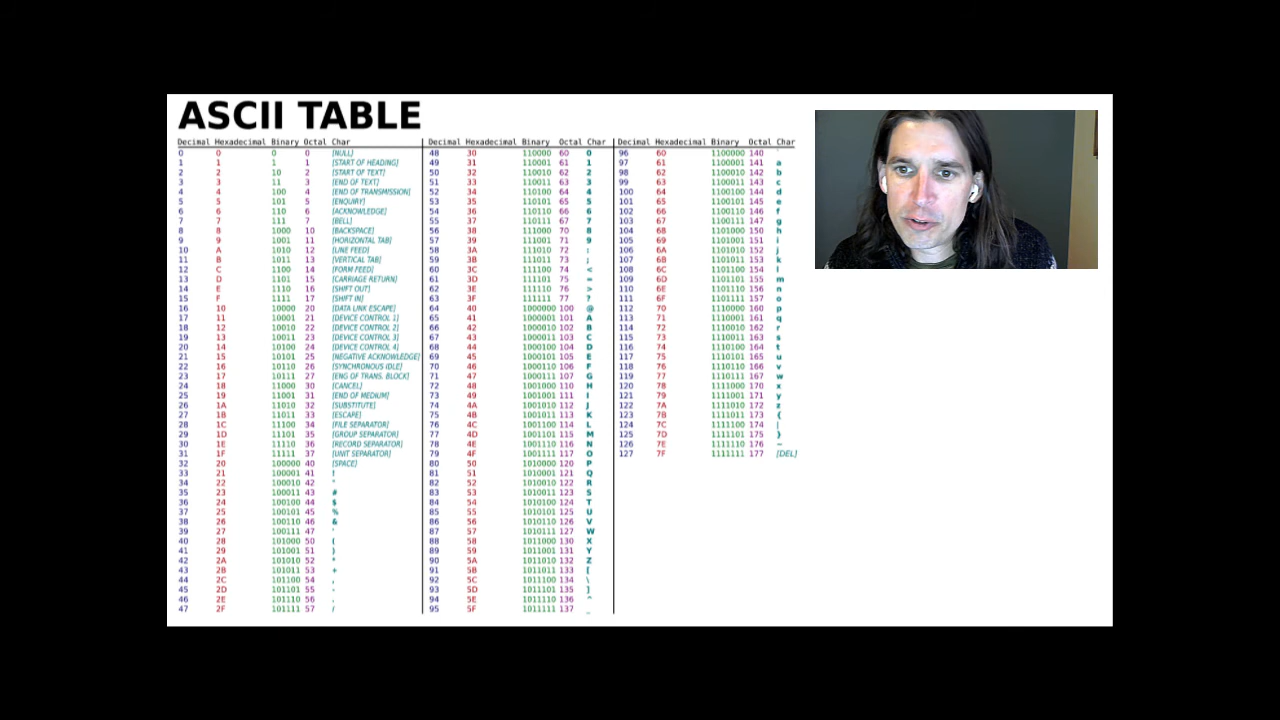 ASCII TABLE
Decimal Hexadecimal Binary Octal Char
0 0 0 0 [NULL]
1 1 1 1 [START OF HEADING]
2 2 10 2 [START OF TEXT]
3 3 11 3 [END OF TEXT]
4 4 100 4 [END OF TRANSMISSION]
5 5 101 5 [ENQUIRY]
6 6 110 6 [ACKNOWLEDGE]
7 7 111 7 [BELL]
8 8 1000 10 [BACKSPACE]
9 9 1001 11 [HORIZONTAL TAB]
10 A 1010 12 [LINE FEED]
11 B 1011 13 [VERTICAL TAB]
12 C 1100 14 [FORM FEED]
13 D 1101 15 [CARRIAGE RETURN]
14 E 1110 16 [SHIFT OUT]
15 F 1111 17 [SHIFT IN]
16 10 10000 20 [DATA LINK ESCAPE]
17 11 10001 21 [DEVICE CONTROL 1]
18 12 10010 22 [DEVICE CONTROL 2]
19 13 10011 23 [DEVICE CONTROL 3]
20 14 10100 24 [DEVICE CONTROL 4]
21 15 10101 25 [NEGATIVE ACKNOWLEDGE]
22 16 10110 26 [SYNCHRONOUS IDLE]
23 17 10111 27 [ENG OF TRANS. BLOCK]
24 18 11000 30 [CANCEL]
25 19 11001 31 [END OF MEDIUM]
26 1A 11010 32 [SUBSTITUTE]
27 1B 11011 33 [ESCAPE]
28 1C 11100 34 [FILE SEPARATOR]
29 1D 11101 35 [GROUP SEPARATOR]
30 1E 11110 36 [RECORD SEPARATOR]
31 1F 11111 37 [UNIT SEPARATOR]
32 20 100000 40 [SPACE]
33 21 100001 41 !
34 22 100010 42 "
35 23 100011 43 #
36 24 100100 44 $
37 25 100101 45 %
38 26 100110 46 &
39 27 100111 47 '
40 28 101000 50 (
41 29 101001 51 )
42 2A 101010 52 *
43 2B 101011 53 +
44 2C 101100 54 ,
45 2D 101101 55 -
46 2E 101110 56 .
47 2F 101111 57 /
Decimal Hexadecimal Binary Octal Char
48 30 110000 60 0
49 31 110001 61 1
50 32 110010 62 2
51 33 110011 63 3
52 34 110100 64 4
53 35 110101 65 5
54 36 110110 66 6
55 37 110111 67 7
56 38 111000 70 8
57 39 111001 71 9
58 3A 111010 72 :
59 3B 111011 73 ;
60 3C 111100 74 <
61 3D 111101 75 =
62 3E 111110 76 >
63 3F 111111 77 ?
64 40 1000000 100 @
65 41 1000001 101 A
66 42 1000010 102 B
67 43 1000011 103 C
68 44 1000100 104 D
69 45 1000101 105 E
70 46 1000110 106 F
71 47 1000111 107 G
72 48 1001000 110 H
73 49 1001001 111 I
74 4A 1001010 112 J
75 4B 1001011 113 K
76 4C 1001100 114 L
77 4D 1001101 115 M
78 4E 1001110 116 N
79 4F 1001111 117 O
80 50 1010000 120 P
81 51 1010001 121 Q
82 52 1010010 122 R
83 53 1010011 123 S
84 54 1010100 124 T
85 55 1010101 125 U
86 56 1010110 126 V
87 57 1010111 127 W
88 58 1011000 130 X
89 59 1011001 131 Y
90 5A 1011010 132 Z
91 5B 1011011 133 [
92 5C 1011100 134 \
93 5D 1011101 135 ]
94 5E 1011110 136 ^
95 5F 1011111 137 _
Decimal Hexadecimal Binary Octal Char
96 60 1100000 140 `
97 61 1100001 141 a
98 62 1100010 142 b
99 63 1100011 143 c
100 64 1100100 144 d
101 65 1100101 145 e
102 66 1100110 146 f
103 67 1100111 147 g
104 68 1101000 150 h
105 69 1101001 151 i
106 6A 1101010 152 j
107 6B 1101011 153 k
108 6C 1101100 154 l
109 6D 1101101 155 m
110 6E 1101110 156 n
111 6F 1101111 157 o
112 70 1110000 160 p
113 71 1110001 161 q
114 72 1110010 162 r
115 73 1110011 163 s
116 74 1110100 164 t
117 75 1110101 165 u
118 76 1110110 166 v
119 77 1110111 167 w
120 78 1111000 170 x
121 79 1111001 171 y
122 7A 1111010 172 z
123 7B 1111011 173 {
124 7C 1111100 174 |
125 7D 1111101 175 }
126 7E 1111110 176 ~
127 7F 1111111 177 [DEL]